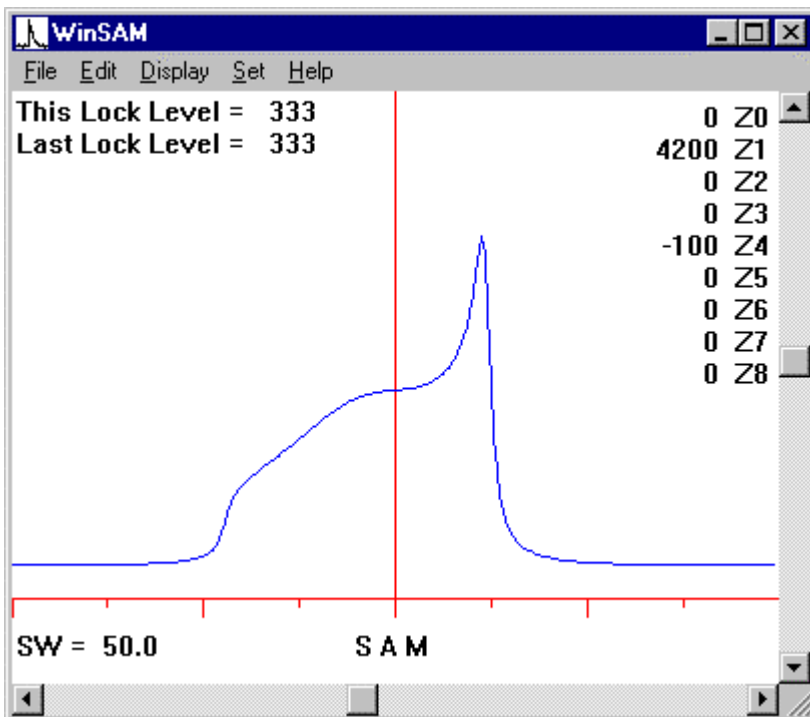 WinSAM
File Edit Display Set Help
This Lock Level = 333
Last Lock Level = 333
0 Z0
4200 Z1
0 Z2
0 Z3
-100 Z4
0 Z5
0 Z6
0 Z7
0 Z8
SW = 50.0 S A M